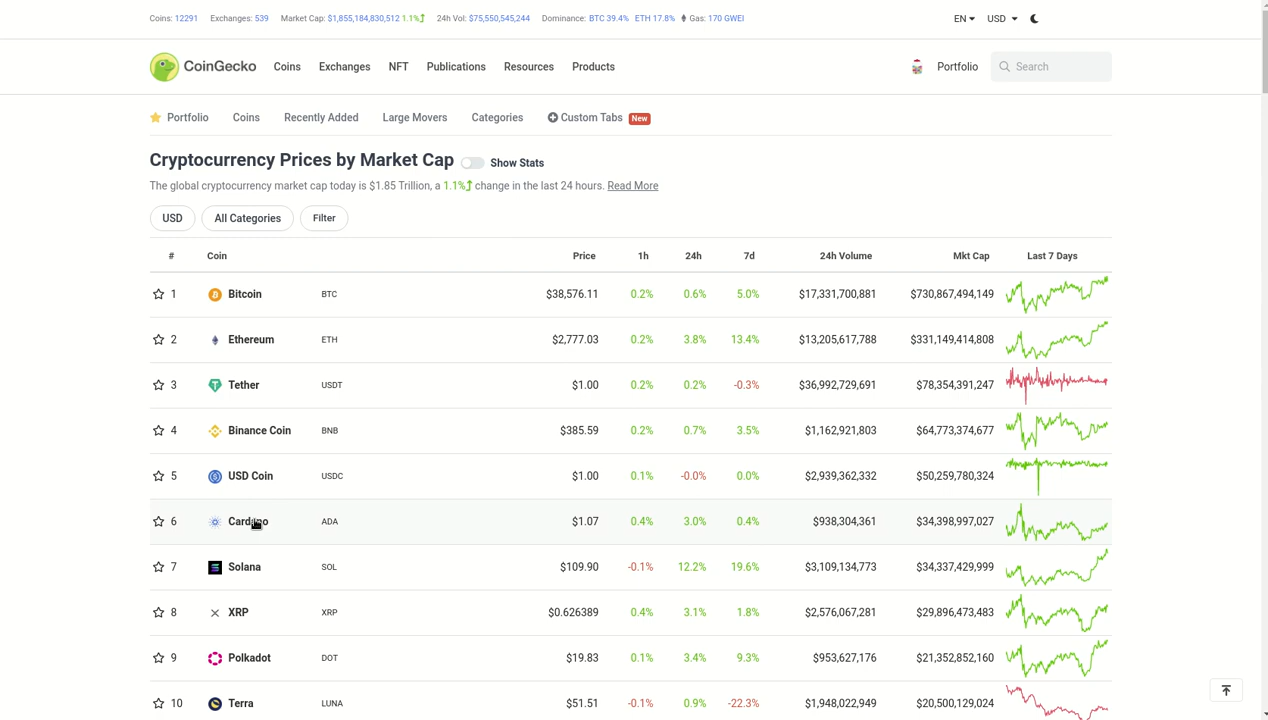 Coins: 12291 Exchanges: 539 Market Cap: $1,855,184,830,512 1.1% 24h Vol: $75,550,545,244 Dominance: BTC 39.4% ETH 17.8% Gas: 170 GWEI EN USD
CoinGecko Coins Exchanges NFT Publications Resources Products Portfolio Search
Portfolio Coins Recently Added Large Movers Categories Custom Tabs New
Cryptocurrency Prices by Market Cap Show Stats
The global cryptocurrency market cap today is $1.85 Trillion, a 1.1% change in the last 24 hours. Read More
USD All Categories Filter
# Coin Price 1h 24h 7d 24h Volume Mkt Cap Last 7 Days
1 Bitcoin BTC $38,576.11 0.2% 0.6% 5.0% $17,331,700,881 $730,867,494,149
2 Ethereum ETH $2,777.03 0.2% 3.8% 13.4% $13,205,617,788 $331,149,414,808
3 Tether USDT $1.00 0.2% 0.2% -0.3% $36,992,729,691 $78,354,391,247
4 Binance Coin BNB $385.59 0.2% 0.7% 3.5% $1,162,921,803 $64,773,374,677
5 USD Coin USDC $1.00 0.1% -0.0% 0.0% $2,939,362,332 $50,259,780,324
6 Cardano ADA $1.07 0.4% 3.0% 0.4% $938,304,361 $34,398,997,027
7 Solana SOL $109.90 -0.1% 12.2% 19.6% $3,109,134,773 $34,337,429,999
8 XRP XRP $0.626389 0.4% 3.1% 1.8% $2,576,067,281 $29,896,473,483
9 Polkadot DOT $19.83 0.1% 3.4% 9.3% $953,627,176 $21,352,852,160
10 Terra LUNA $51.51 -0.1% 0.9% -22.3% $1,948,022,949 $20,500,129,024